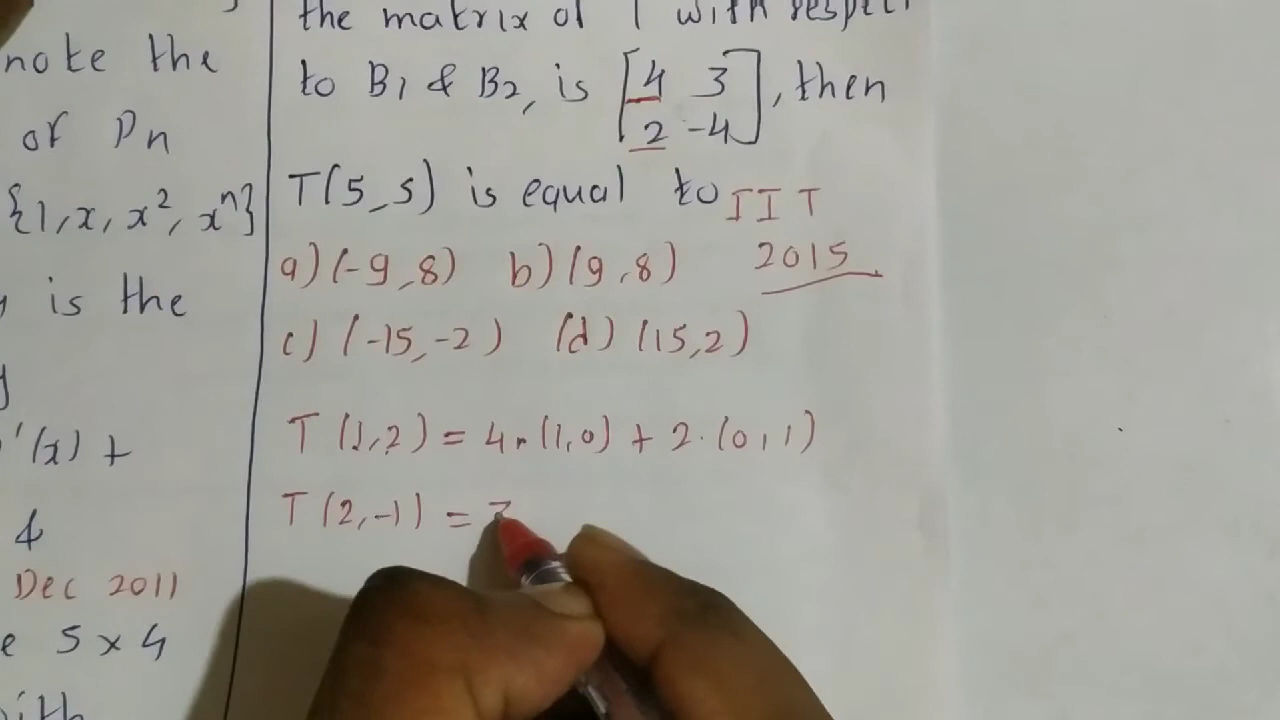 note the
of Pn
{1, x, x², xⁿ}
is the
'(x) +
&
Dec 2011
e 5 x 4
the matrix of T with respect
to B₁ & B₂, is [4 3
2 -4], then
T(5,5) is equal to IIT
a) (-9,8) b) (9,8) 2015
c) (-15,-2) (d) (15,2)
T(1,2) = 4.(1,0) + 2.(0,1)
T(2,-1) = 3